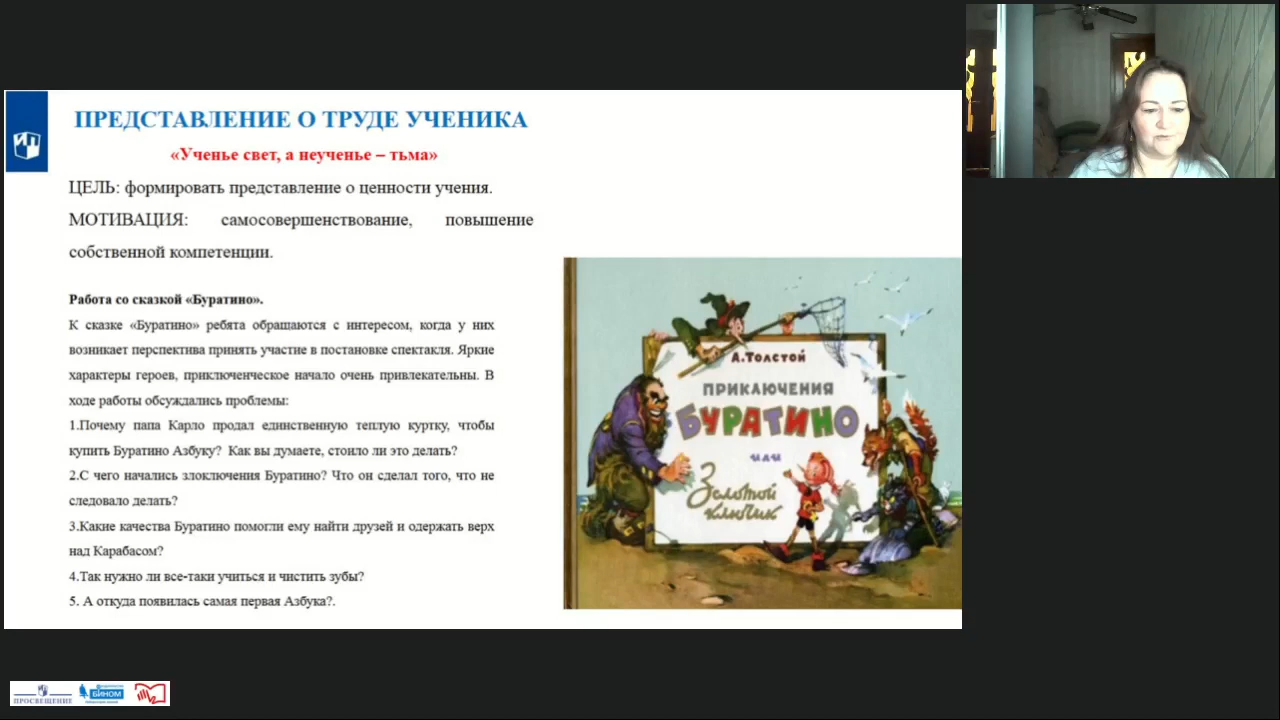 ПРЕДСТАВЛЕНИЕ О ТРУДЕ УЧЕНИКА
«Ученье свет, а неученье – тьма»
ЦЕЛЬ: формировать представление о ценности учения.
МОТИВАЦИЯ: самосовершенствование, повышение
собственной компетенции.
Работа со сказкой «Буратино».
К сказке «Буратино» ребята обращаются с интересом, когда у них
возникает перспектива принять участие в постановке спектакля. Яркие
характеры героев, приключенческое начало очень привлекательны. В
ходе работы обсуждались проблемы:
1.Почему папа Карло продал единственную теплую куртку, чтобы
купить Буратино Азбуку? Как вы думаете, стоило ли это делать?
2.С чего начались злоключения Буратино? Что он сделал того, что не
следовало делать?
3.Какие качества Буратино помогли ему найти друзей и одержать верх
над Карабасом?
4.Так нужно ли все-таки учиться и чистить зубы?
5. А откуда появилась самая первая Азбука?.
А.ТОЛСТОЙ
ПРИКЛЮЧЕНИЯ
БУРАТИНО
ИЛИ
Золотой
ключик
ИП
ПРОСВЕЩЕНИЕ
БИНОМ